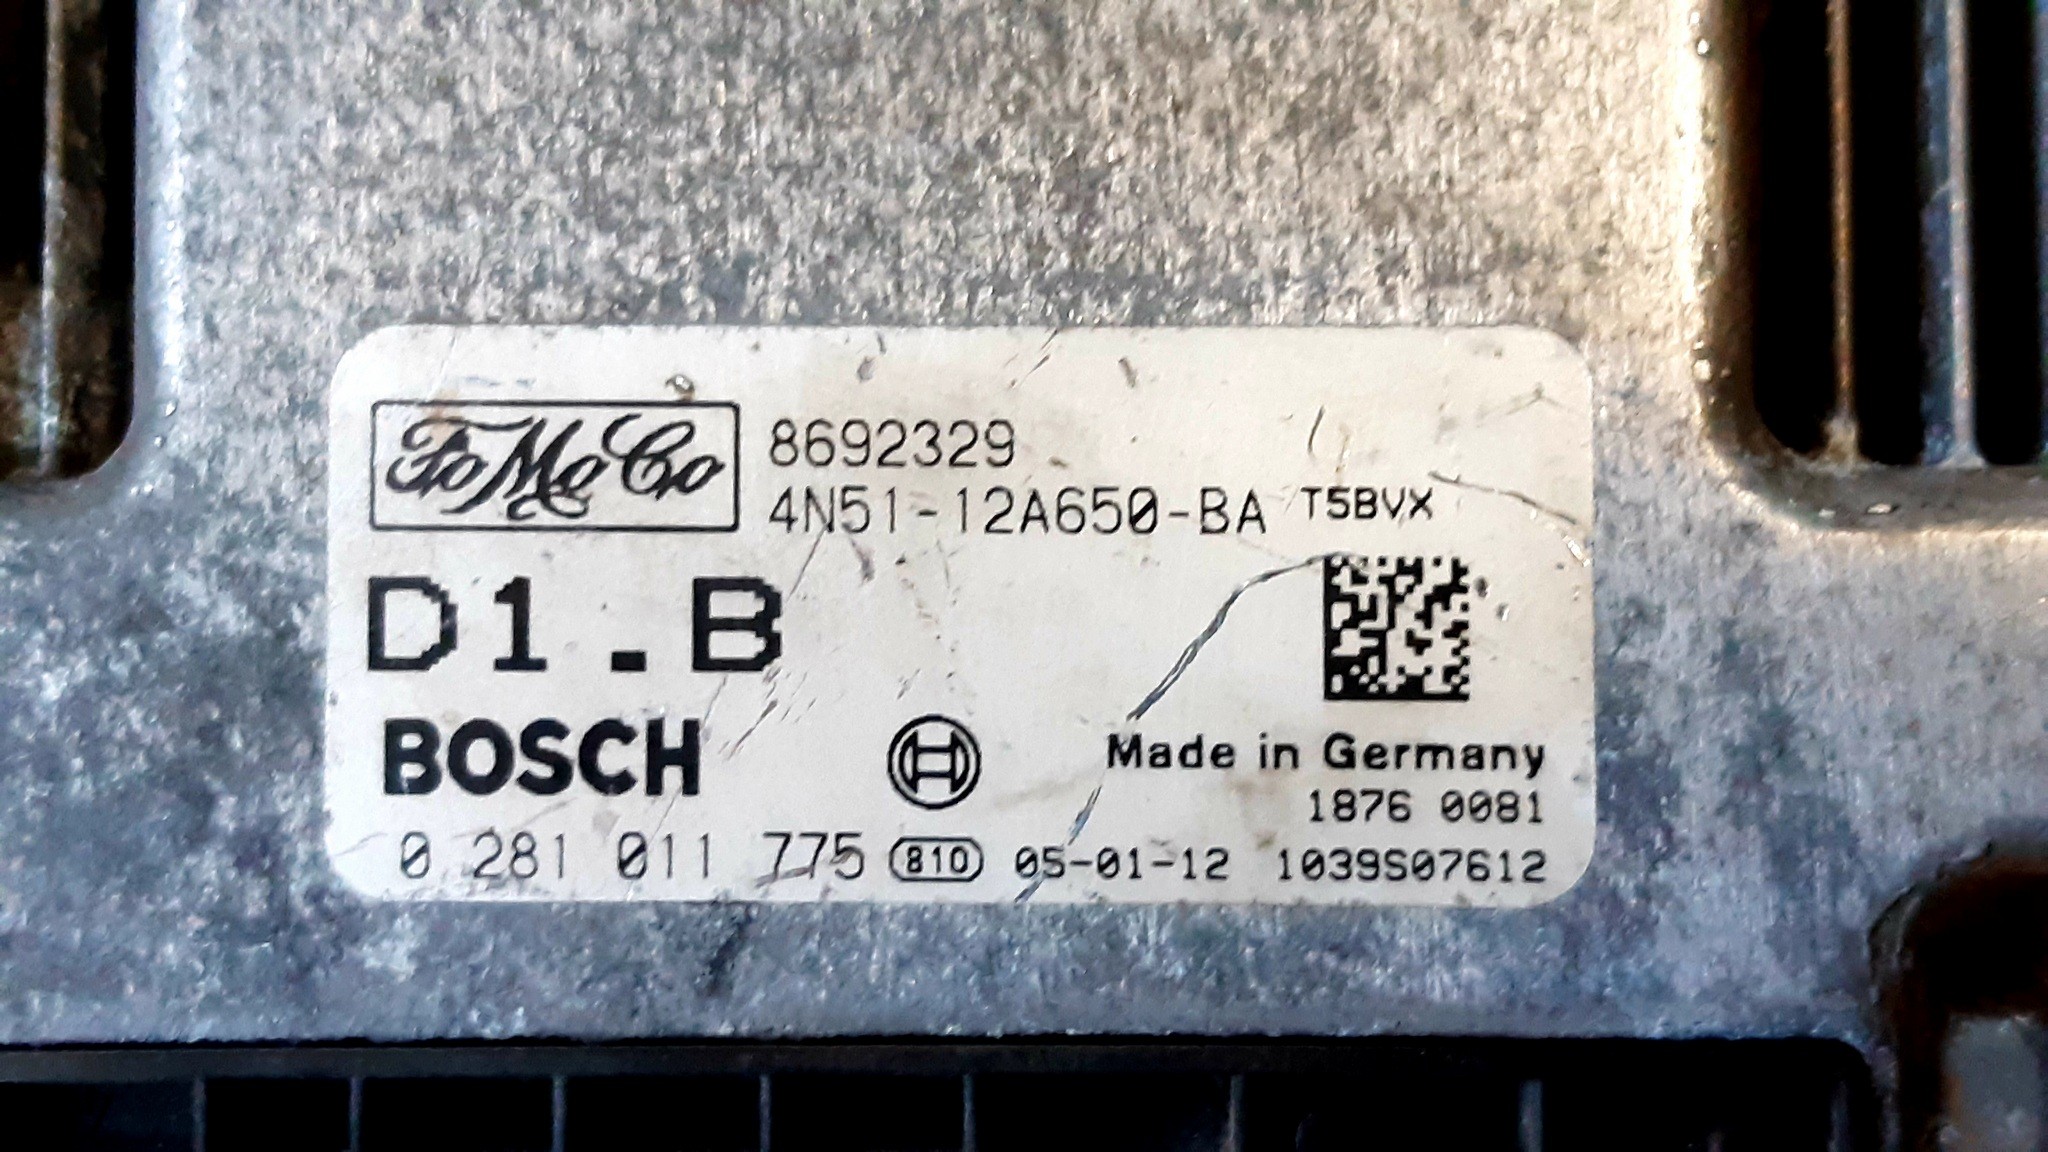 FoMoCo 8692329
4N51-12A650-BA T5BVX
D1.B
BOSCH
Made in Germany
1876 0081
0 281 011 775 810 05-01-12 1039S07612